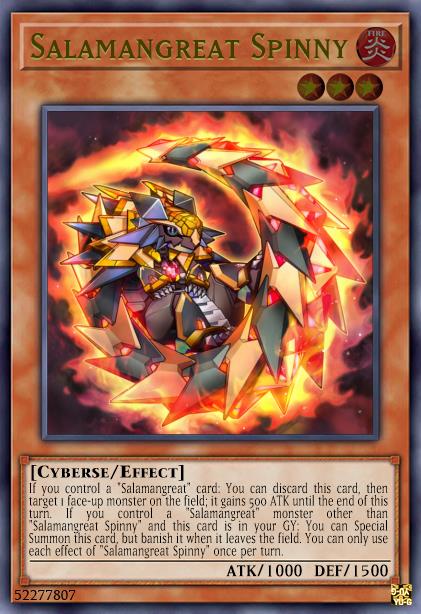 SALAMANGREAT SPINNY
FIRE
炎
[CYBERSE/EFFECT]
If you control a "Salamangreat" card: You can discard this card, then
target 1 face-up monster on the field; it gains 500 ATK until the end of this
turn. If you control a "Salamangreat" monster other than
"Salamangreat Spinny" and this card is in your GY: You can Special
Summon this card, but banish it when it leaves the field. You can only use
each effect of "Salamangreat Spinny" once per turn.
ATK/1000 DEF/1500
52277807